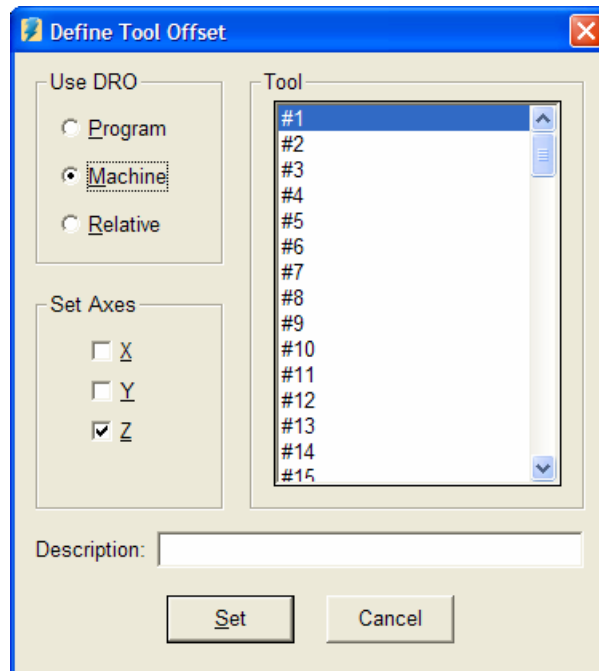 Define Tool Offset
Use DRO
Program
Machine
Relative
Set Axes
X
Y
Z
Tool
#1
#2
#3
#4
#5
#6
#7
#8
#9
#10
#11
#12
#13
#14
#15
Description:
Set
Cancel